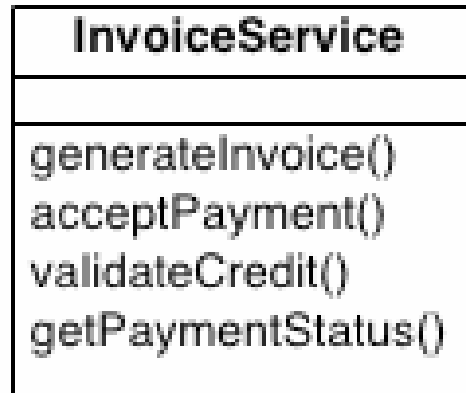 InvoiceService
generateInvoice()
acceptPayment()
validateCredit()
getPaymentStatus()